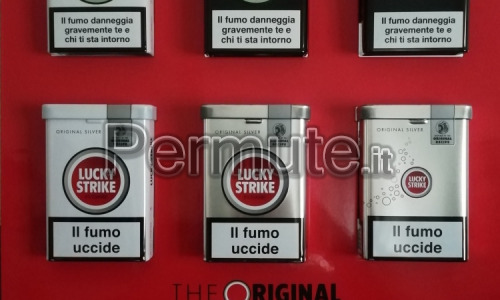 Il fumo danneggia
gravemente te e
chi ti sta intorno
Il fumo danneggia
gravemente te e
chi ti sta intorno
Il fumo danneggia
gravemente te e
chi ti sta intorno
ORIGINAL SILVER
ORIGINAL SILVER
ORIGINAL SILVER
Permute.it
LUCKY
STRIKE
LUCKY
STRIKE
LUCKY
STRIKE
Il fumo
uccide
Il fumo
uccide
Il fumo
uccide
THE ORIGINAL